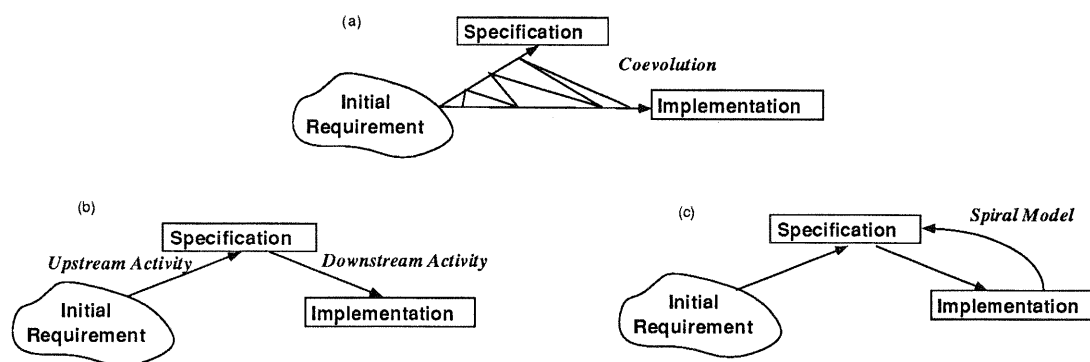 (a)
Specification
Coevolution
Initial
Requirement
Implementation
(b)
Specification
Upstream Activity
Downstream Activity
Initial
Requirement
Implementation
(c)
Specification
Spiral Model
Initial
Requirement
Implementation